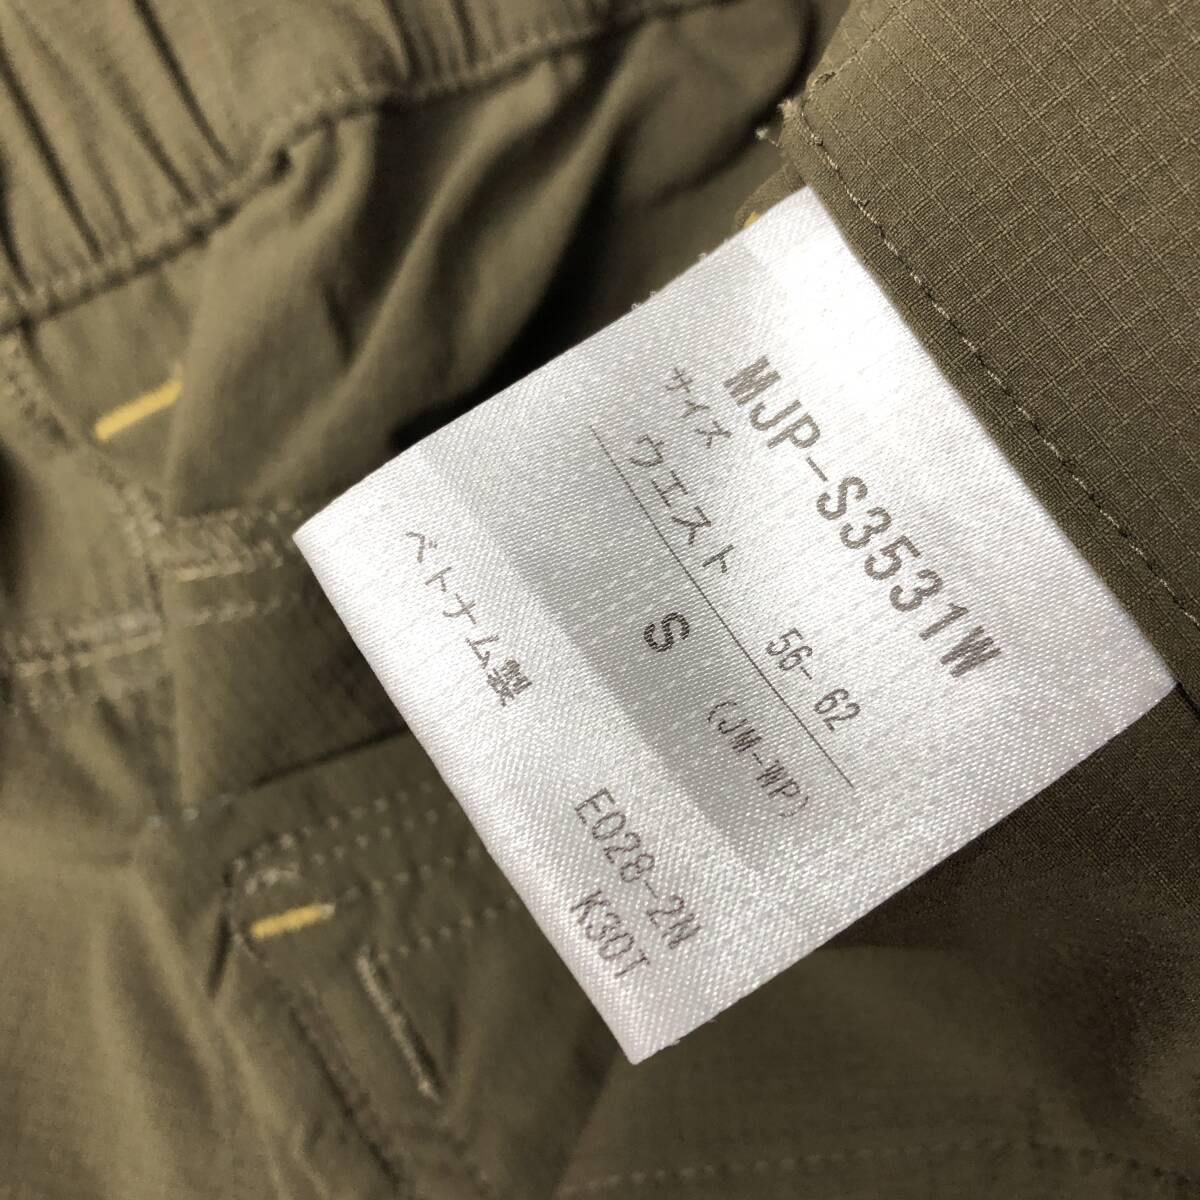 MJP-S3531W
サイズ
ウエスト 56- 62
S (JW-WP)
ベトナム製 E028-2N
K30T